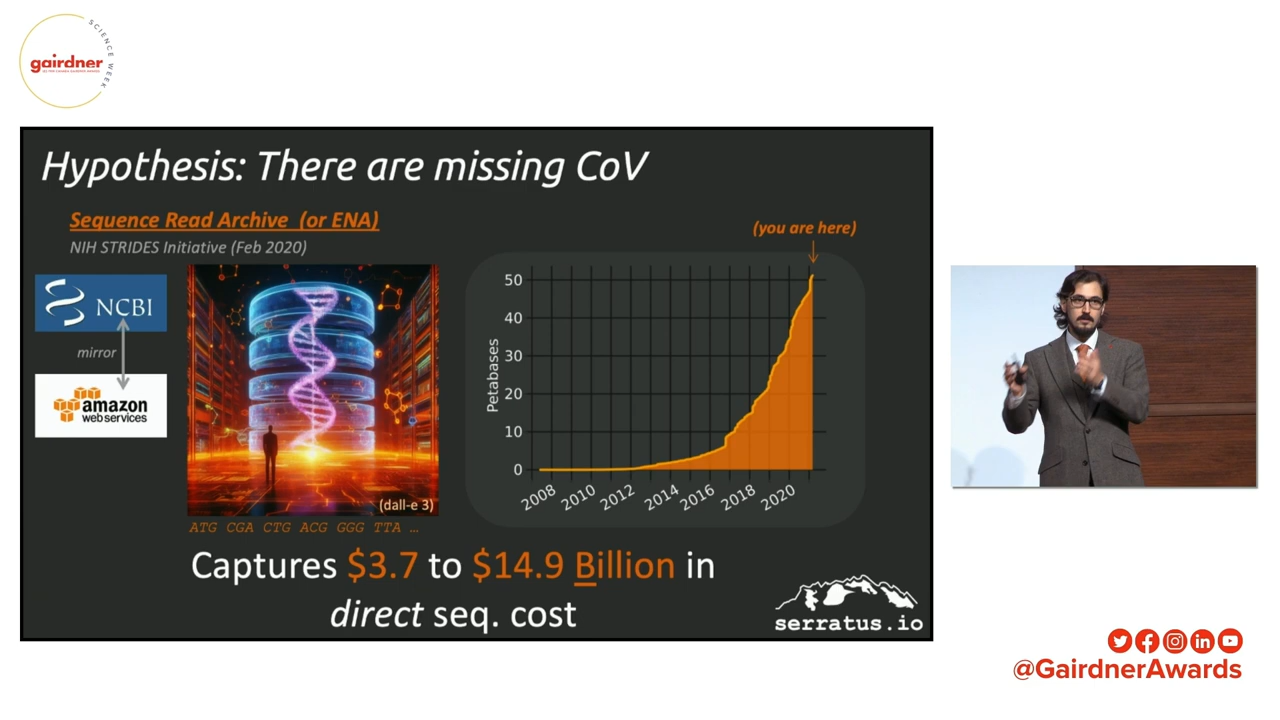 gairdner
SCIENCE WEEK
Hypothesis: There are missing CoV
Sequence Read Archive (or ENA)
NIH STRIDES Initiative (Feb 2020)
NCBI
mirror
amazon
webservices
(dall-e 3)
ATG CGA CTG ACG GGG TTA ...
(you are here)
Petabases
50
40
30
20
10
0
2008 2010 2012 2014 2016 2018 2020
Captures $3.7 to $14.9 Billion in
direct seq. cost
serratus.io
@GairdnerAwards